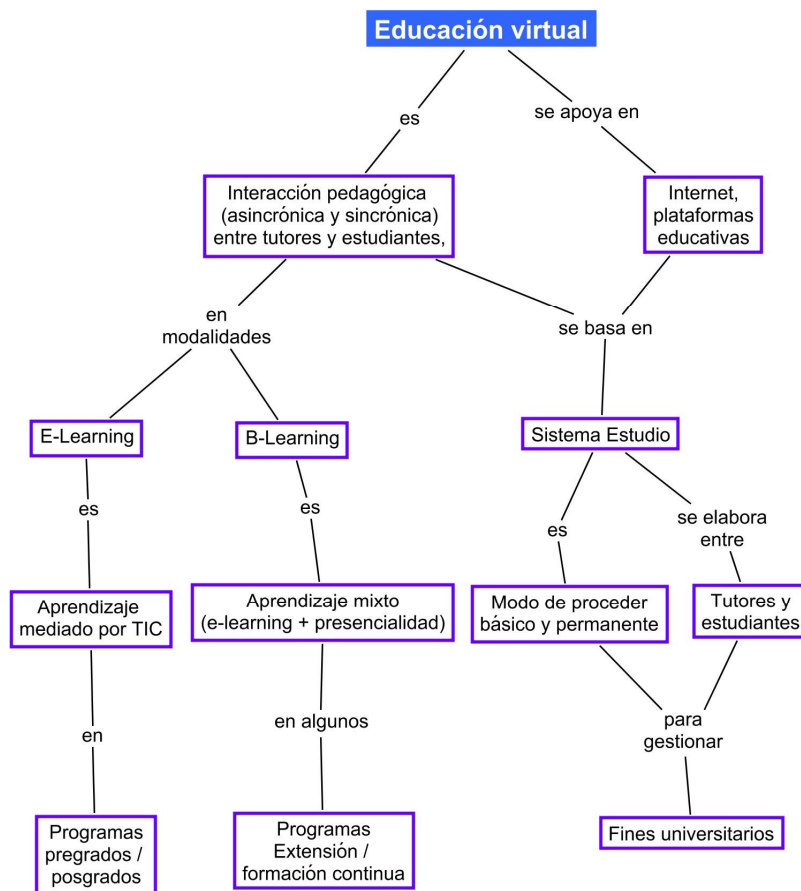 Educación virtual
es
se apoya en
Interacción pedagógica
(asincrónica y sincrónica)
entre tutores y estudiantes,
Internet,
plataformas
educativas
en
modalidades
se basa en
E-Learning
B-Learning
Sistema Estudio
es
es
es
se elabora
entre
Aprendizaje
mediado por TIC
Aprendizaje mixto
(e-learning + presencialidad)
Modo de proceder
básico y permanente
Tutores y
estudiantes
en
en algunos
para
gestionar
Programas
pregrados /
posgrados
Programas
Extensión /
formación continua
Fines universitarios